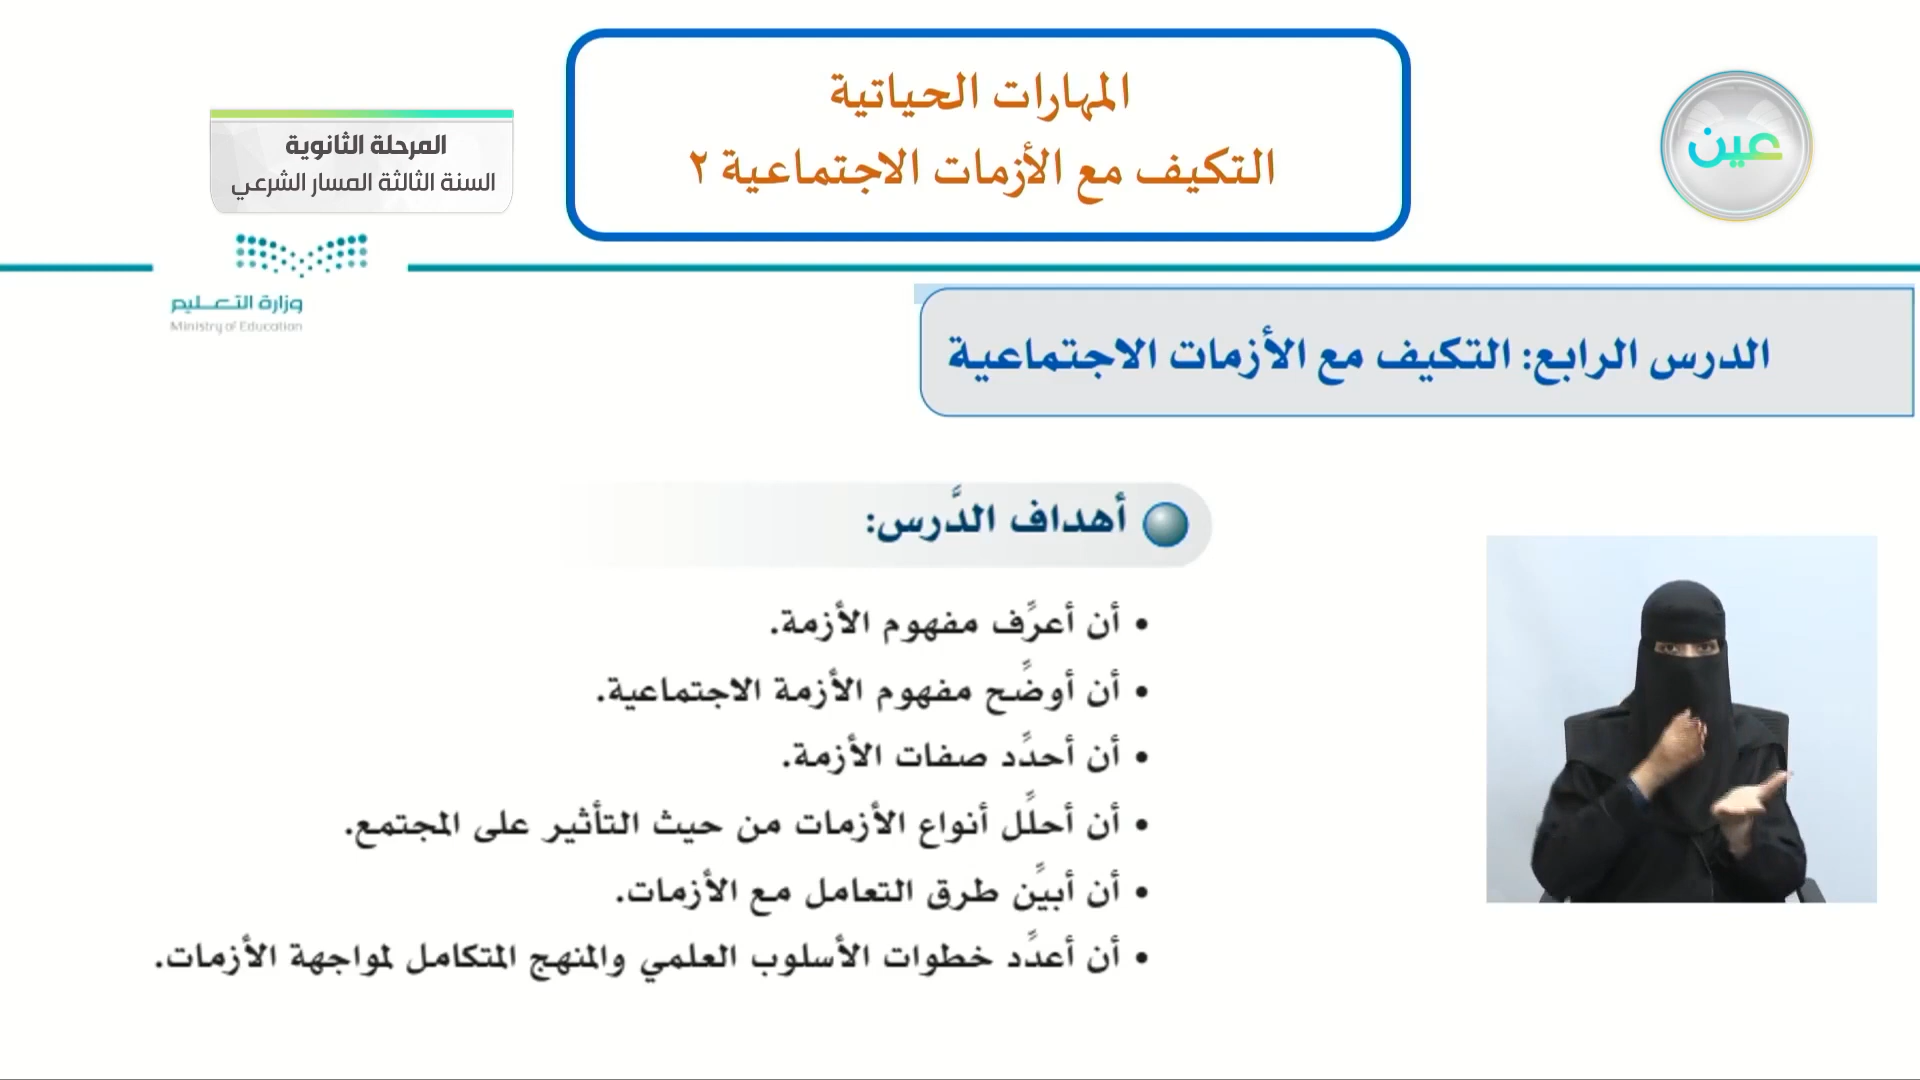 المهارات الحياتية
التكيف مع الأزمات الاجتماعية ٢
عين
المرحلة الثانوية
السنة الثالثة المسار الشرعي
وزارة التعليم
Ministry of Education
الدرس الرابع: التكيف مع الأزمات الاجتماعية
أهداف الدَّرس:
• أن أعرِّف مفهوم الأزمة.
• أن أوضِّح مفهوم الأزمة الاجتماعية.
• أن أحدِّد صفات الأزمة.
• أن أحلِّل أنواع الأزمات من حيث التأثير على المجتمع.
• أن أبيِّن طرق التعامل مع الأزمات.
• أن أعدِّد خطوات الأسلوب العلمي والمنهج المتكامل لمواجهة الأزمات.